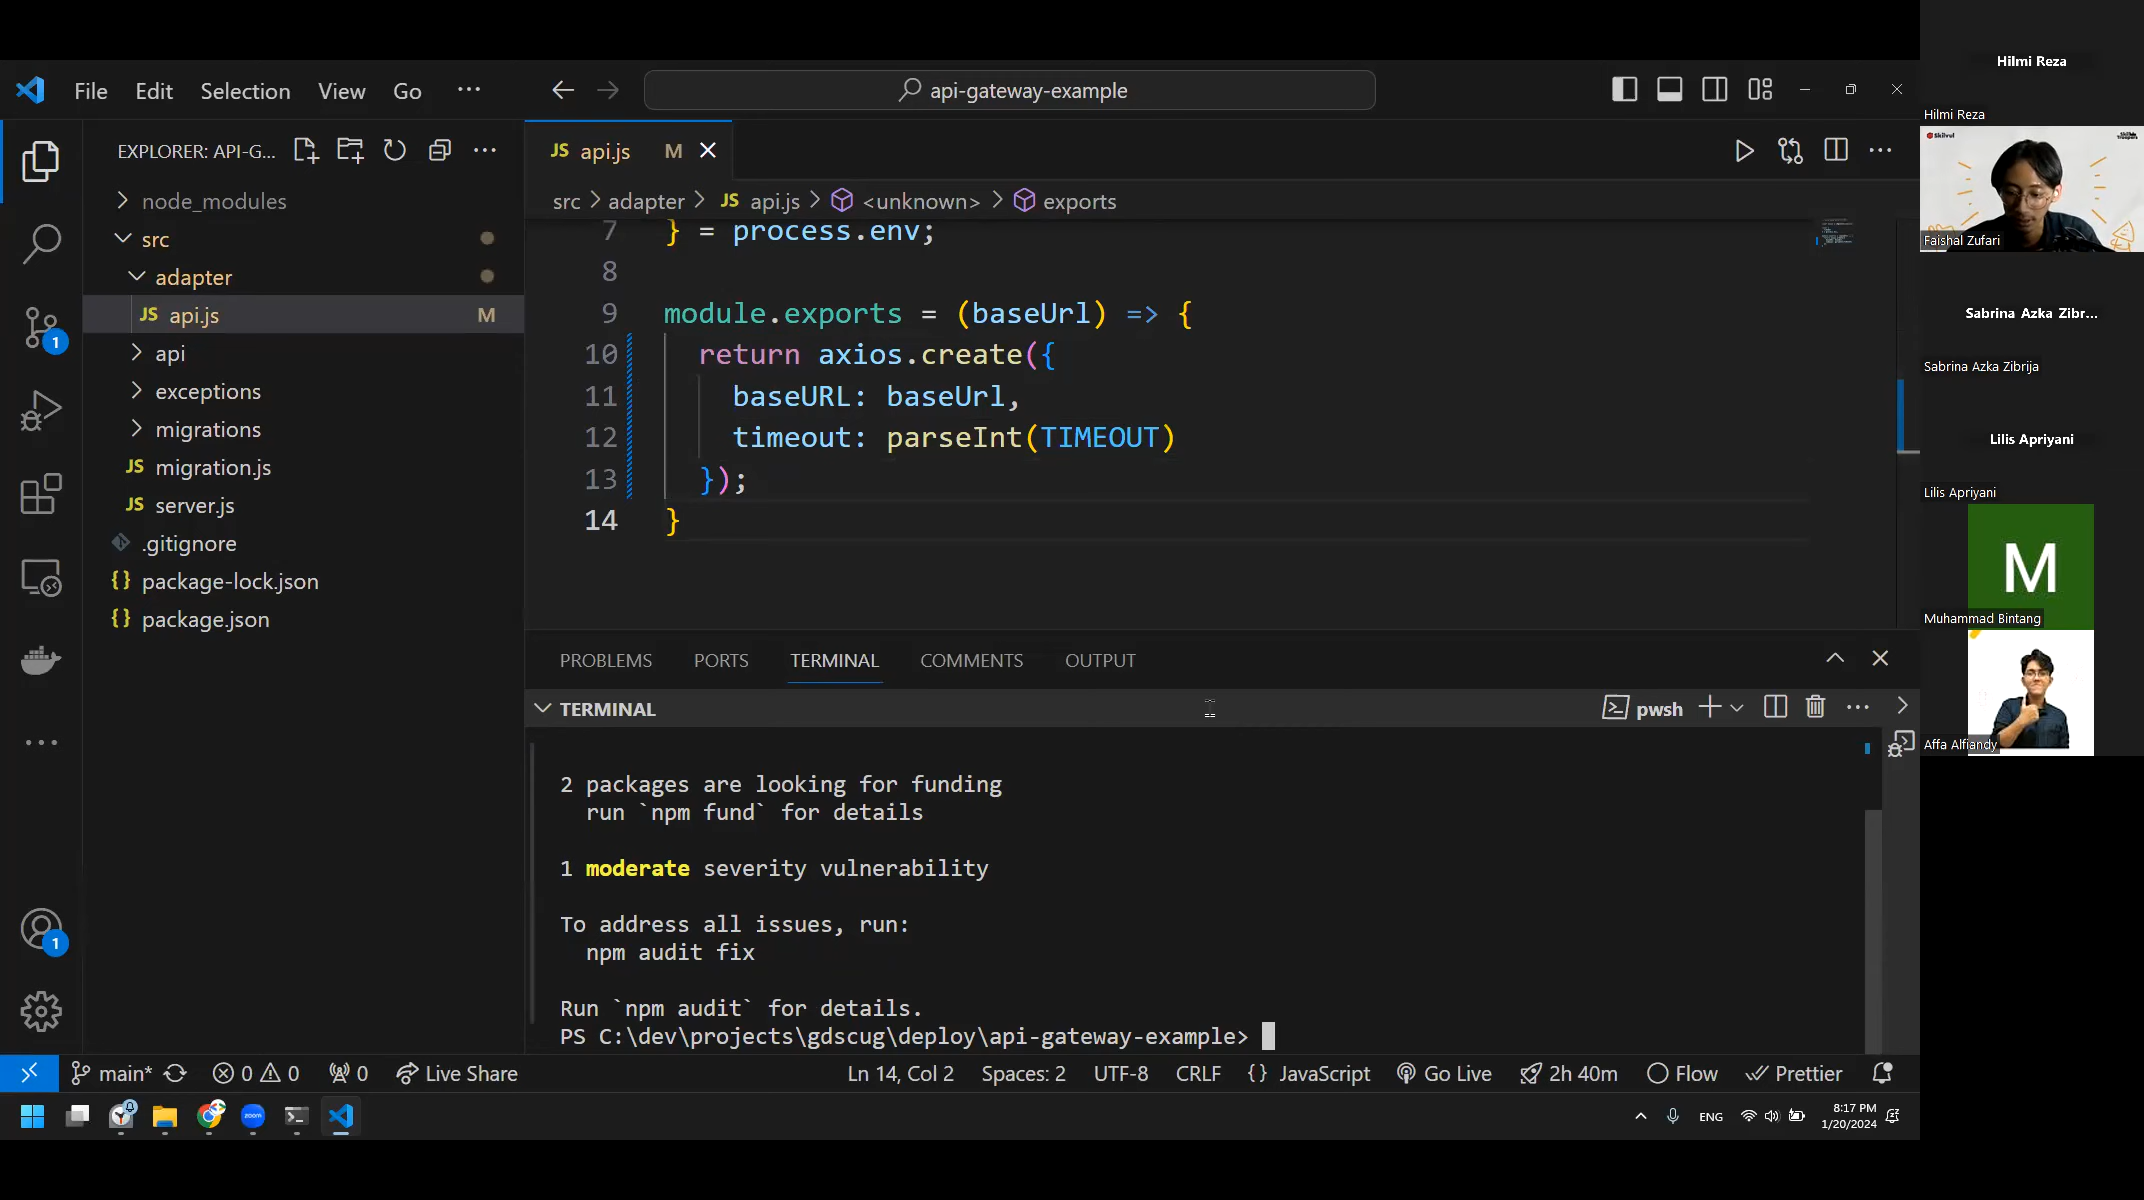 File Edit Selection View Go ···
api-gateway-example
EXPLORER: API-G...
node_modules
src
adapter
JS api.js M
api
exceptions
migrations
JS migration.js
JS server.js
.gitignore
{} package-lock.json
{} package.json
JS api.js M
src > adapter > JS api.js > <unknown> > exports
7 } = process.env;
8
9 module.exports = (baseUrl) => {
10 return axios.create({
11 baseURL: baseUrl,
12 timeout: parseInt(TIMEOUT)
13 });
14 }
PROBLEMS PORTS TERMINAL COMMENTS OUTPUT
TERMINAL
pwsh
2 packages are looking for funding
run `npm fund` for details
1 moderate severity vulnerability
To address all issues, run:
npm audit fix
Run `npm audit` for details.
PS C:\dev\projects\gdscug\deploy\api-gateway-example>
1
1
main* 0 0 0 Live Share Ln 14, Col 2 Spaces: 2 UTF-8 CRLF {} JavaScript Go Live 2h 40m Flow Prettier
zoom
ENG
8:17 PM
1/20/2024
Hilmi Reza
Hilmi Reza
Skilvul
Faishal Zufari
Sabrina Azka Zibr...
Sabrina Azka Zibrija
Lilis Apriyani
Lilis Apriyani
M
Muhammad Bintang
Affa Alfiandy